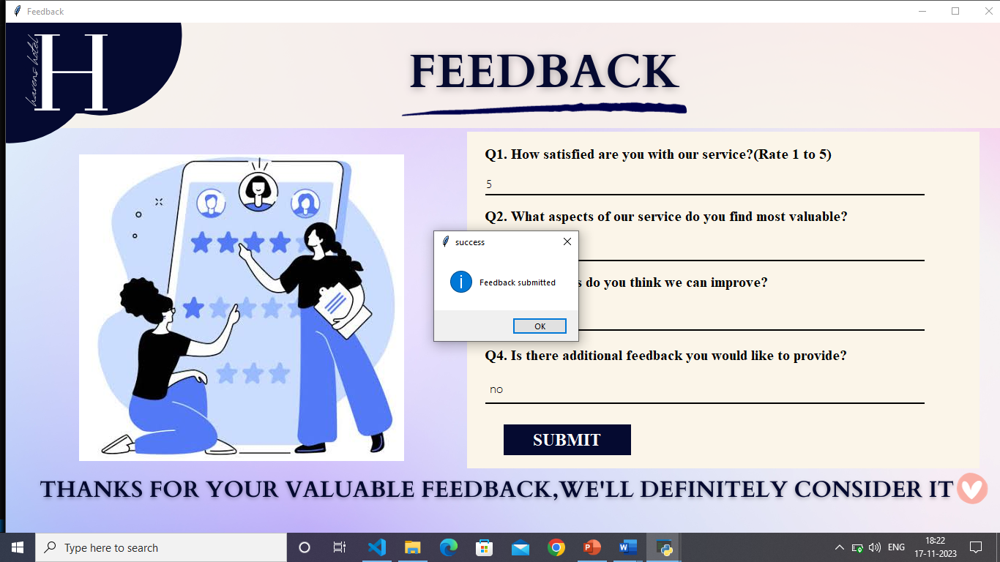 Feedback
havens hotel
H
FEEDBACK
Q1. How satisfied are you with our service?(Rate 1 to 5)
5
Q2. What aspects of our service do you find most valuable?
success
Feedback submitted
OK
do you think we can improve?
Q4. Is there additional feedback you would like to provide?
no
SUBMIT
THANKS FOR YOUR VALUABLE FEEDBACK,WE'LL DEFINITELY CONSIDER IT
Type here to search
ENG
18:22
17-11-2023